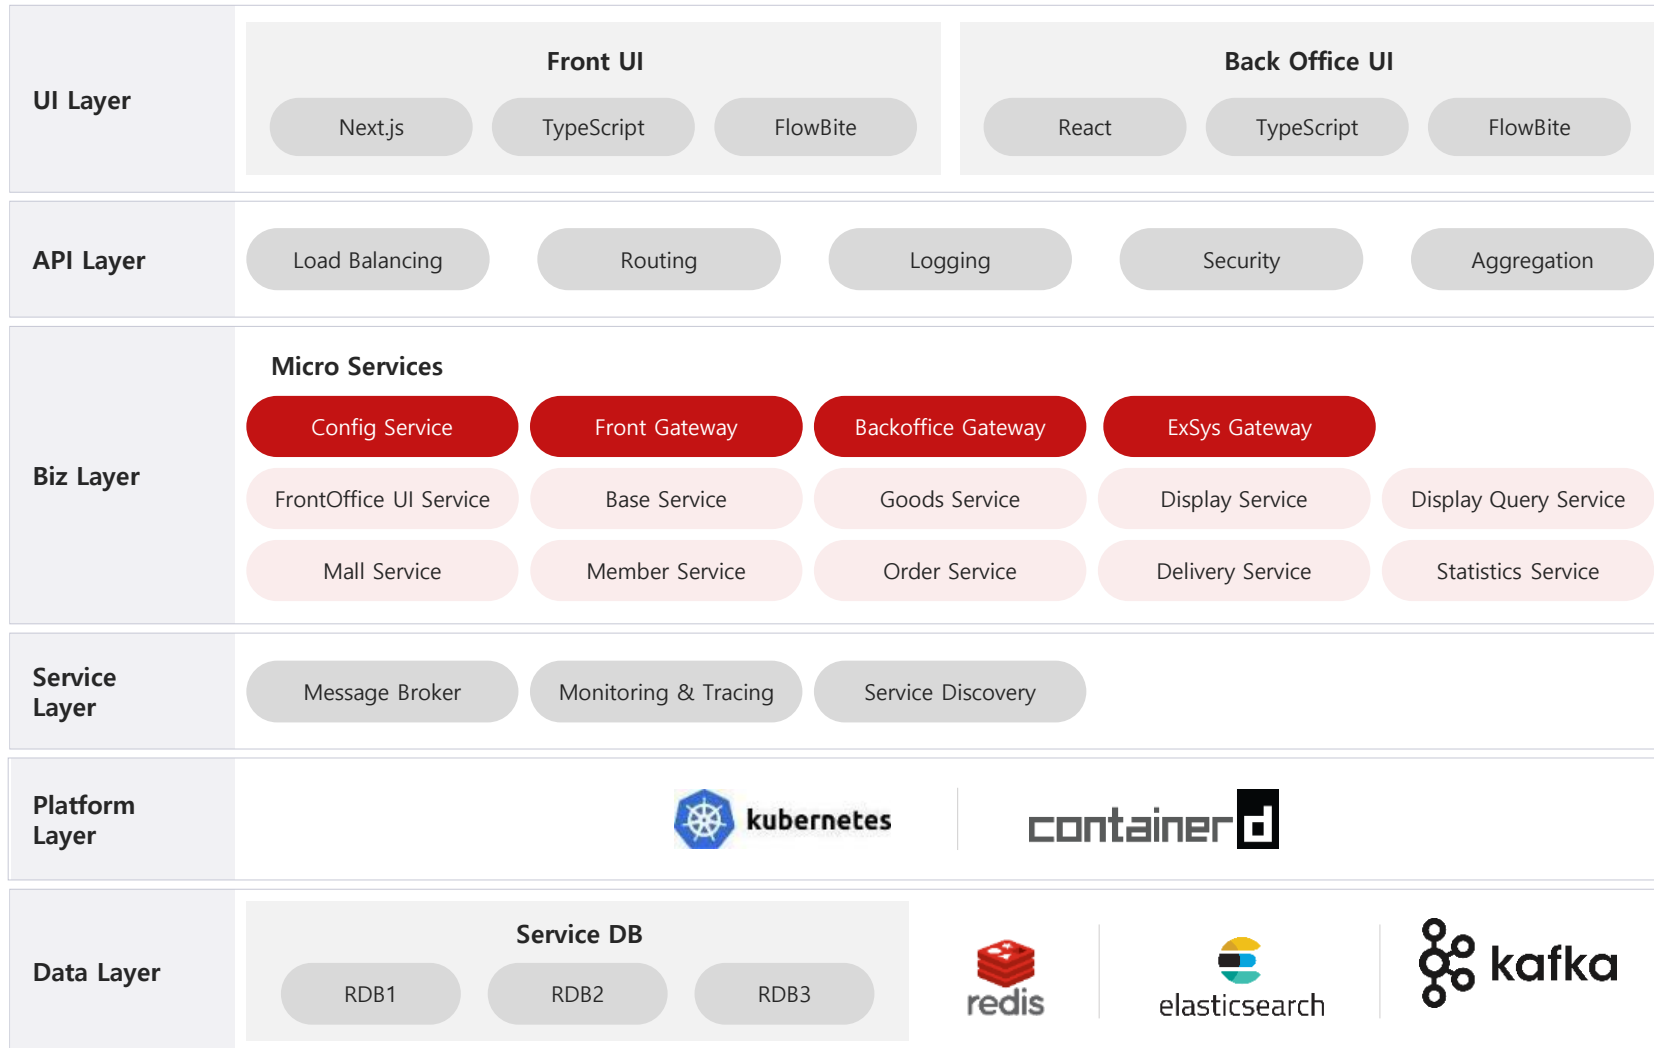 UI Layer
Front UI
Next.js
TypeScript
FlowBite
Back Office UI
React
TypeScript
FlowBite
API Layer
Load Balancing
Routing
Logging
Security
Aggregation
Biz Layer
Micro Services
Config Service
Front Gateway
Backoffice Gateway
ExSys Gateway
FrontOffice UI Service
Base Service
Goods Service
Display Service
Display Query Service
Mall Service
Member Service
Order Service
Delivery Service
Statistics Service
Service
Layer
Message Broker
Monitoring & Tracing
Service Discovery
Platform
Layer
kubernetes
containerd
Data Layer
Service DB
RDB1
RDB2
RDB3
redis
elasticsearch
kafka